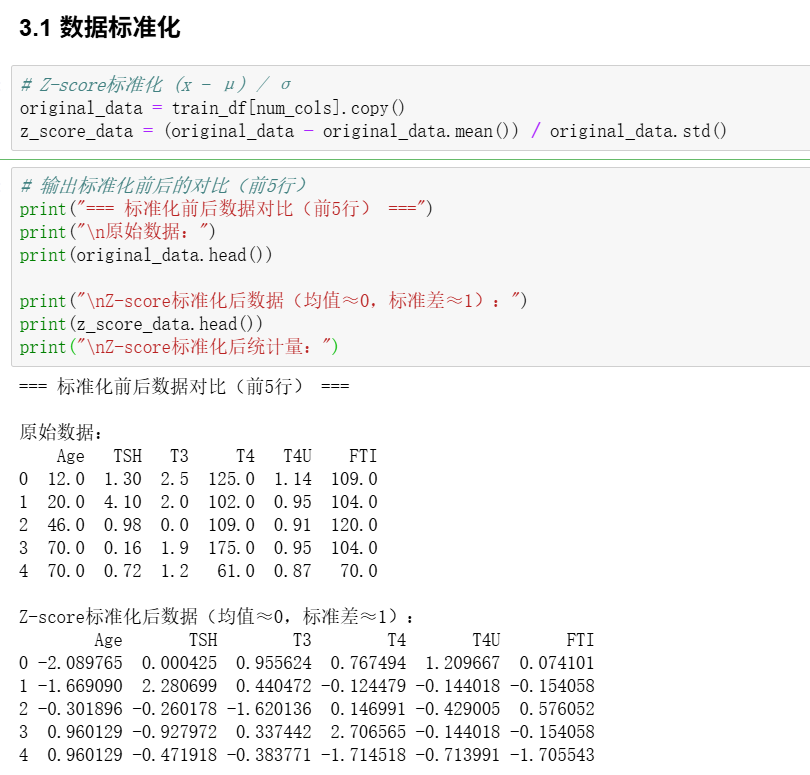 3.1 数据标准化
# Z-score标准化 (x - μ) / σ
original_data = train_df[num_cols].copy()
z_score_data = (original_data - original_data.mean()) / original_data.std()
# 输出标准化前后的对比（前5行）
print("=== 标准化前后数据对比（前5行） ===")
print("\n原始数据：")
print(original_data.head())
print("\nZ-score标准化后数据（均值≈0，标准差≈1）：")
print(z_score_data.head())
print("\nZ-score标准化后统计量：")
=== 标准化前后数据对比（前5行） ===
原始数据：
Age TSH T3 T4 T4U FTI
0 12.0 1.30 2.5 125.0 1.14 109.0
1 20.0 4.10 2.0 102.0 0.95 104.0
2 46.0 0.98 0.0 109.0 0.91 120.0
3 70.0 0.16 1.9 175.0 0.95 104.0
4 70.0 0.72 1.2 61.0 0.87 70.0
Z-score标准化后数据（均值≈0，标准差≈1）：
Age TSH T3 T4 T4U FTI
0 -2.089765 0.000425 0.955624 0.767494 1.209667 0.074101
1 -1.669090 2.280699 0.440472 -0.124479 -0.144018 -0.154058
2 -0.301896 -0.260178 -1.620136 0.146991 -0.429005 0.576052
3 0.960129 -0.927972 0.337442 2.706565 -0.144018 -0.154058
4 0.960129 -0.471918 -0.383771 -1.714518 -0.713991 -1.705543